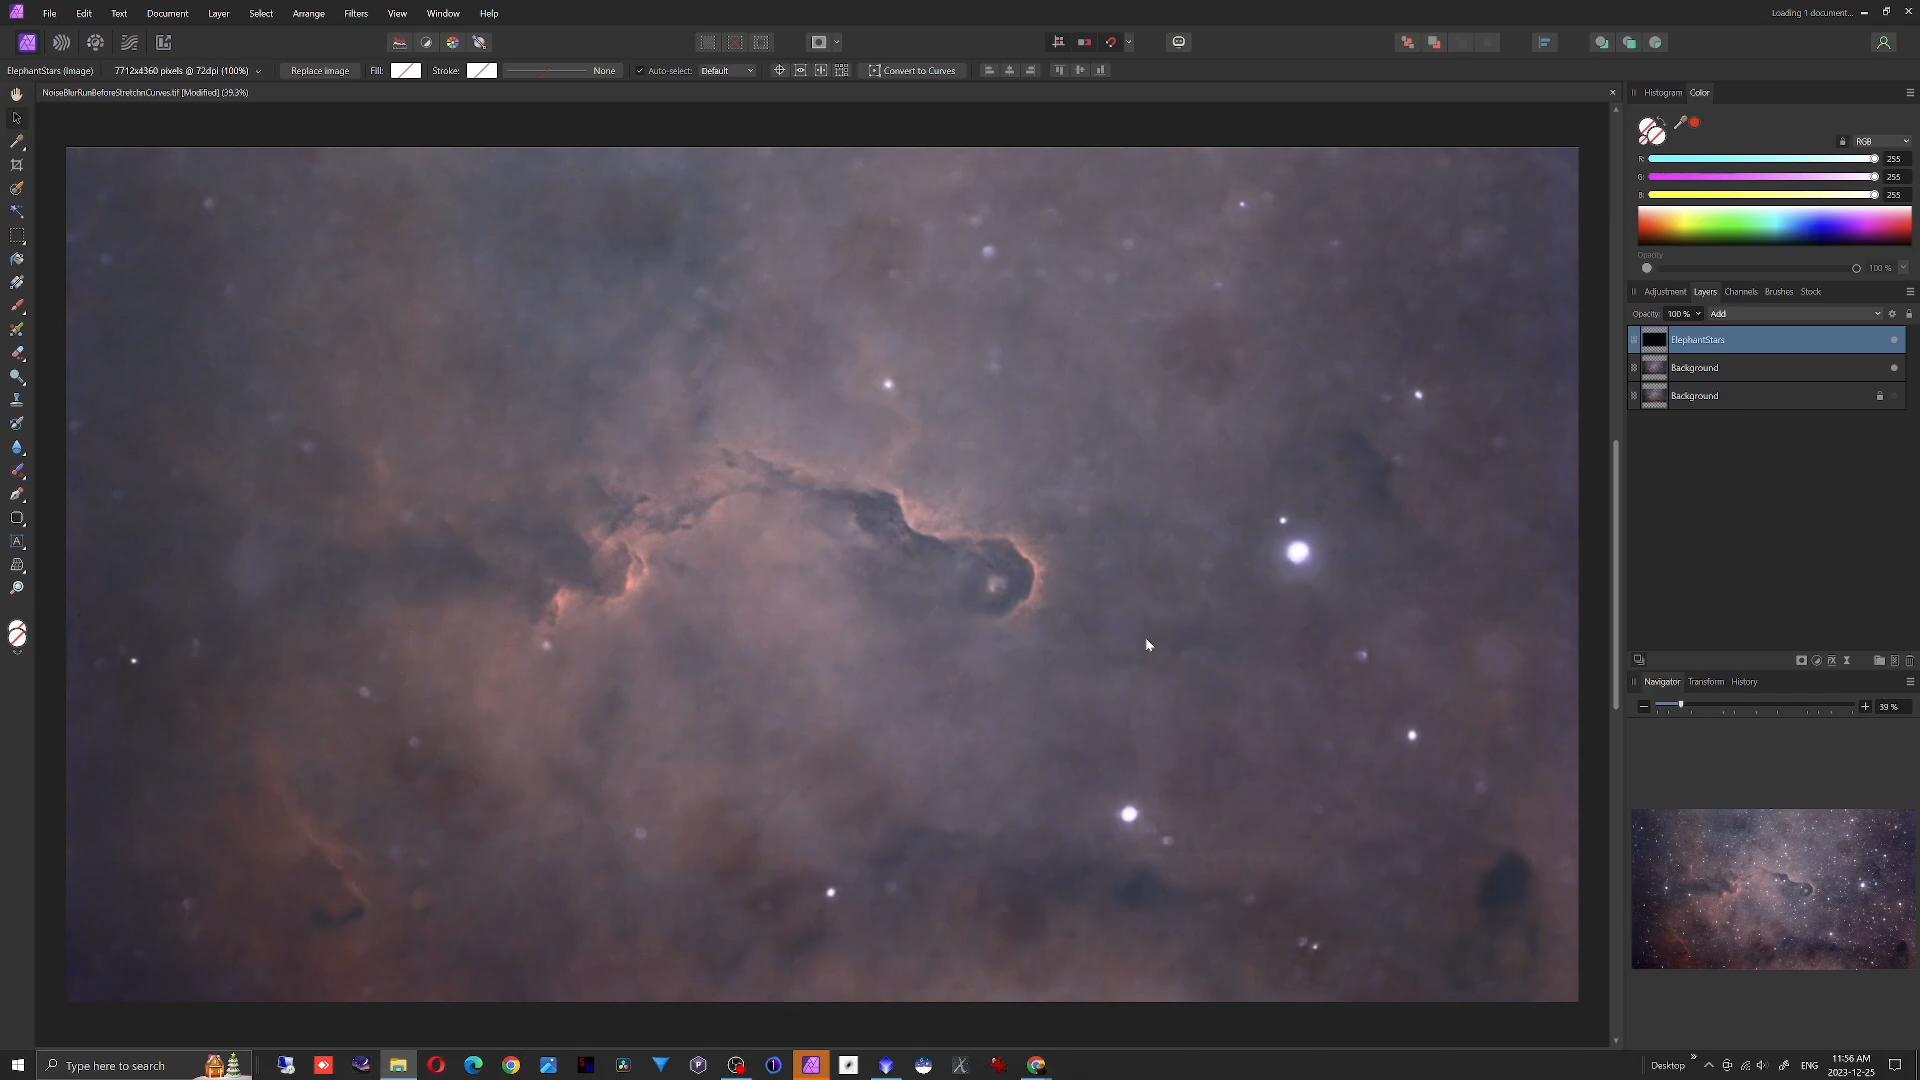 File Edit Text Document Layer Select Arrange Filters View Window Help
Loading 1 document...
ElephantStars (Image) 7712x4360 pixels @ 72dpi (100%) Replace image Fill: Stroke: None Auto-select: Default Convert to Curves
NoiseBlurRunBeforeStretchnCurves.tif [Modified] (39.3%)
Histogram Color
RGB
R: 255
G: 255
B: 255
Opacity
100 %
Adjustment Layers Channels Brushes Stock
Opacity: 100 % Add
ElephantStars
Background
Background
Navigator Transform History
39 %
Type here to search
Desktop
ENG
11:56 AM
2023-12-25